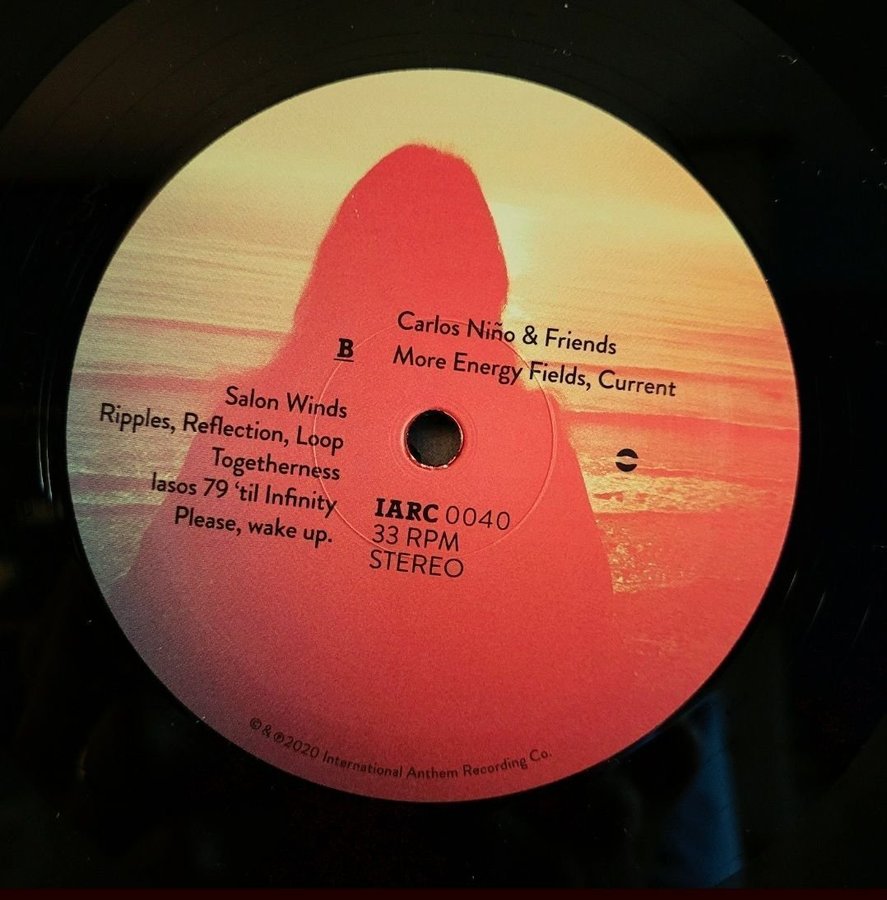 Carlos Niño & Friends
B
More Energy Fields, Current
Salon Winds
Ripples, Reflection, Loop
Togetherness
Iasos 79 ‘til Infinity
Please, wake up.
IARC 0040
33 RPM
STEREO
©&℗2020 International Anthem Recording Co.